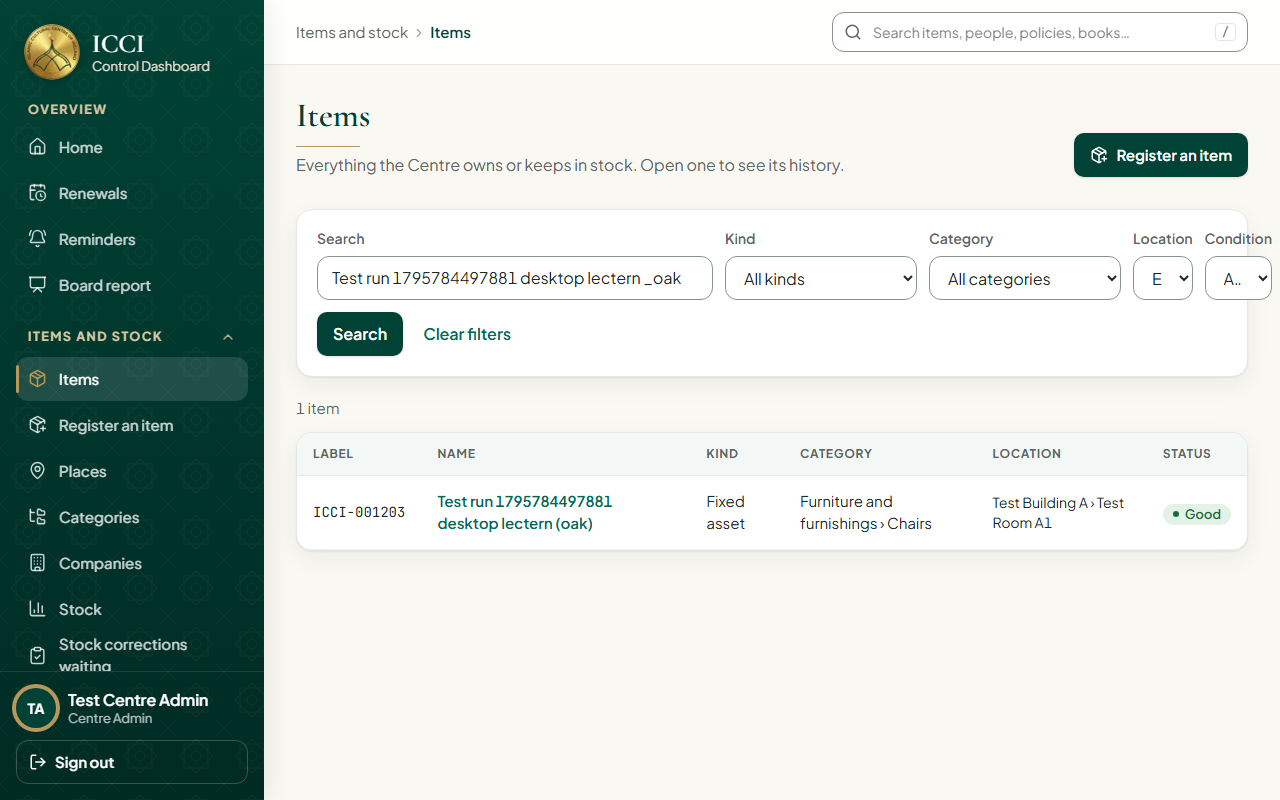 ICCI
Control Dashboard
OVERVIEW
Home
Renewals
Reminders
Board report
ITEMS AND STOCK
Items
Register an item
Places
Categories
Companies
Stock
Stock corrections
waiting
TA
Test Centre Admin
Centre Admin
Sign out
Items and stock › Items
Search items, people, policies, books…
/
Items
Everything the Centre owns or keeps in stock. Open one to see its history.
Register an item
Search
Kind
Category
Location
Condition
Test run 1795784497881 desktop lectern _oak
All kinds
All categories
E
A..
Search
Clear filters
1 item
LABEL
NAME
KIND
CATEGORY
LOCATION
STATUS
ICCI-001203
Test run 1795784497881
desktop lectern (oak)
Fixed
asset
Furniture and
furnishings › Chairs
Test Building A › Test
Room A1
Good